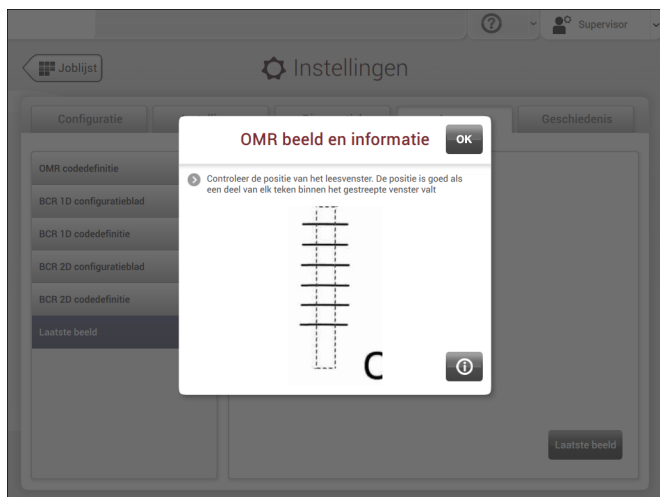 Supervisor
Joblijst
Instellingen
Configuratie
Geschiedenis
OMR beeld en informatie
OK
OMR codedefinitie
Controleer de positie van het leesvenster. De positie is goed als
een deel van elk teken binnen het gestreepte venster valt
BCR 1D configuratieblad
BCR 1D codedefinitie
BCR 2D configuratieblad
BCR 2D codedefinitie
Laatste beeld
C
Laatste beeld